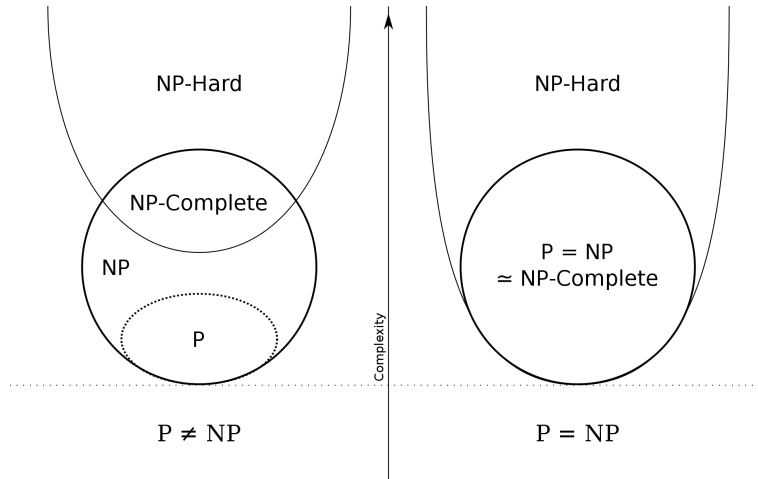 NP-Hard
NP-Complete
NP
P
P ≠ NP
Complexity
NP-Hard
P = NP
≃ NP-Complete
P = NP